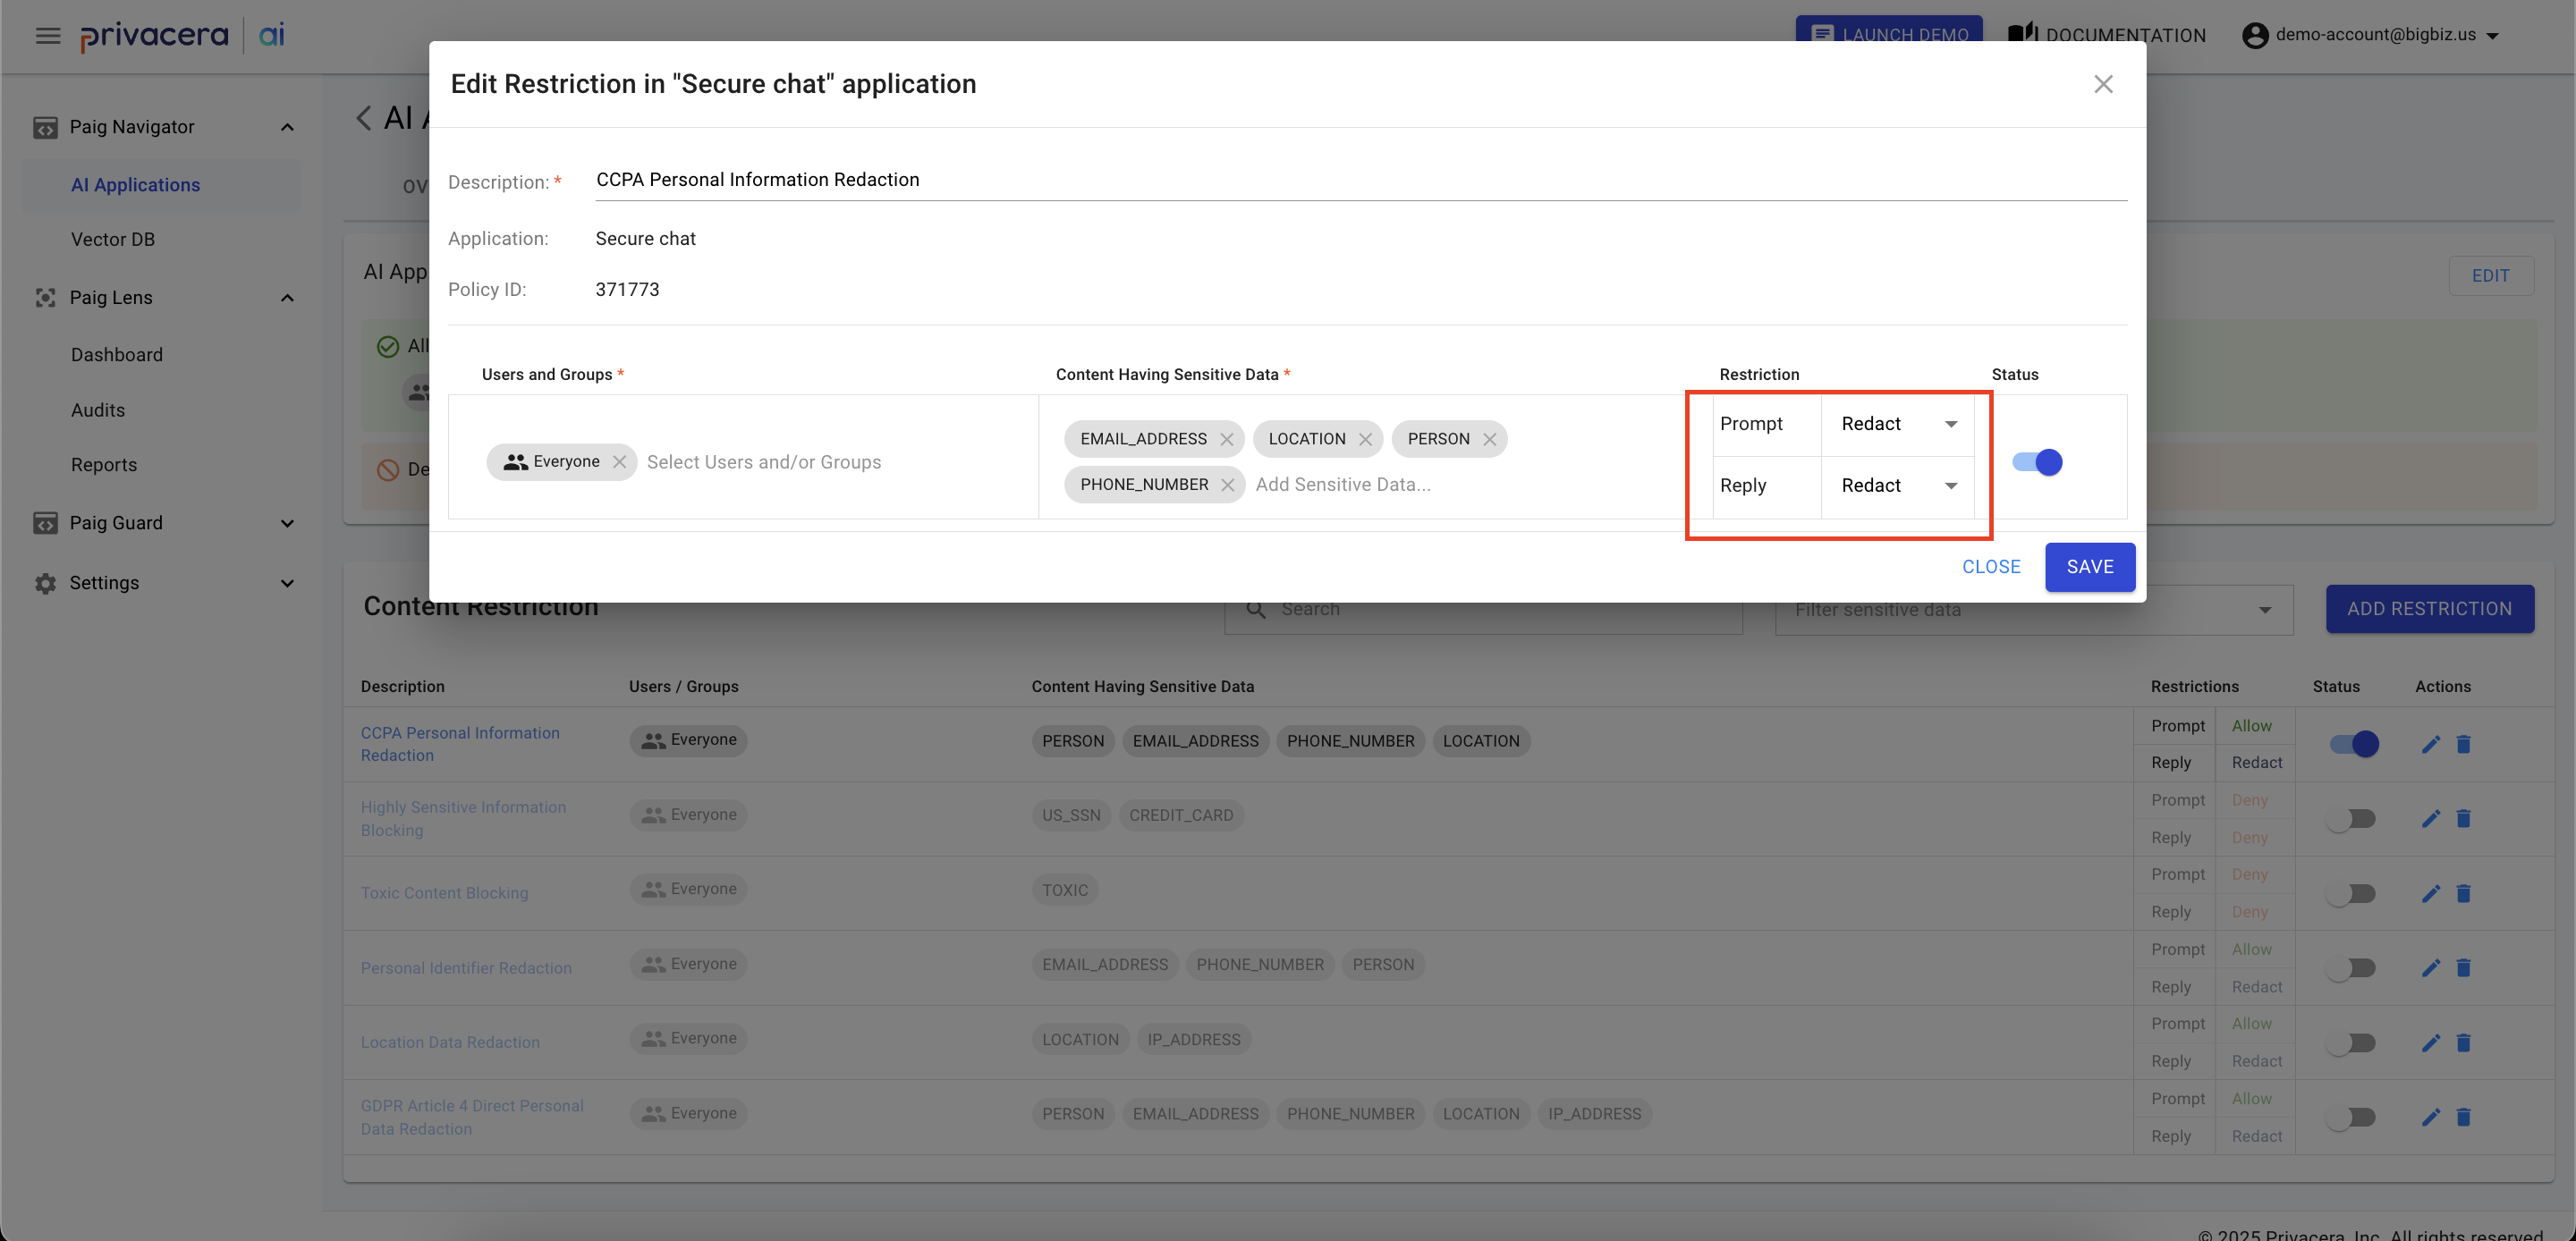 privacera ai
LAUNCH DEMO
DOCUMENTATION
demo-account@bigbiz.us
Edit Restriction in "Secure chat" application
Paig Navigator
AI Applications
Vector DB
Paig Lens
Dashboard
Audits
Reports
Paig Guard
Settings
AI
AI App
All
De
EDIT
Description: *
CCPA Personal Information Redaction
Application:
Secure chat
Policy ID:
371773
Users and Groups *
Content Having Sensitive Data *
Restriction
Status
Everyone
Select Users and/or Groups
EMAIL_ADDRESS
LOCATION
PERSON
PHONE_NUMBER
Add Sensitive Data...
Prompt
Redact
Reply
Redact
CLOSE
SAVE
Content Restriction
Search
Filter sensitive data
ADD RESTRICTION
Description
Users / Groups
Content Having Sensitive Data
Restrictions
Status
Actions
CCPA Personal Information
Redaction
Everyone
PERSON
EMAIL_ADDRESS
PHONE_NUMBER
LOCATION
Prompt
Allow
Reply
Redact
Highly Sensitive Information
Blocking
Everyone
US_SSN
CREDIT_CARD
Prompt
Deny
Reply
Deny
Toxic Content Blocking
Everyone
TOXIC
Prompt
Deny
Reply
Deny
Personal Identifier Redaction
Everyone
EMAIL_ADDRESS
PHONE_NUMBER
PERSON
Prompt
Allow
Reply
Redact
Location Data Redaction
Everyone
LOCATION
IP_ADDRESS
Prompt
Allow
Reply
Redact
GDPR Article 4 Direct Personal
Data Redaction
Everyone
PERSON
EMAIL_ADDRESS
PHONE_NUMBER
LOCATION
IP_ADDRESS
Prompt
Allow
Reply
Redact
© 2025 Privacera, Inc. All rights reserved